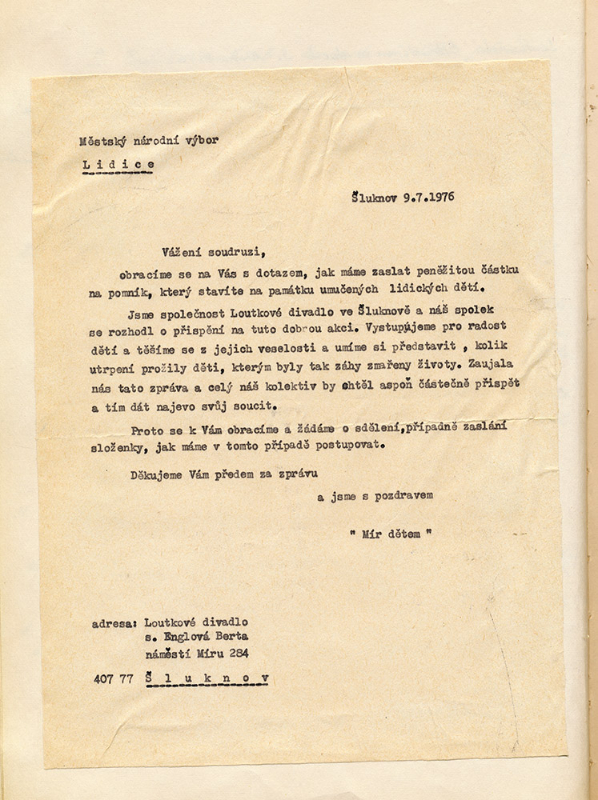 Městský národní výbor
L i d i c e
Šluknov 9.7.1976
Vážení soudruzi,
obracíme se na Vás s dotazem, jak máme zaslat peněžitou částku
na pomník, který stavíte na památku umučených lidických dětí.
Jsme společnost Loutkové divadlo ve Šluknově a náš spolek
se rozhodl o přispění na tuto dobrou akci. Vystupujeme pro radost
dětí a těšíme se z jejich veselosti a umíme si představit , kolik
utrpení prožily děti, kterým byly tak záhy zmařeny životy. Zaujala
nás tato zpráva a celý náš kolektiv by chtěl aspoň částečně přispět
a tím dát najevo svůj soucit.
Proto se k Vám obracíme a žádáme o sdělení,případně zaslání
složenky, jak máme v tomto případě postupovat.
Děkujeme Vám předem za zprávu
a jsme s pozdravem
" Mír dětem "
adresa: Loutkové divadlo
s. Englová Berta
náměstí Míru 284
407 77 Š l u k n o v